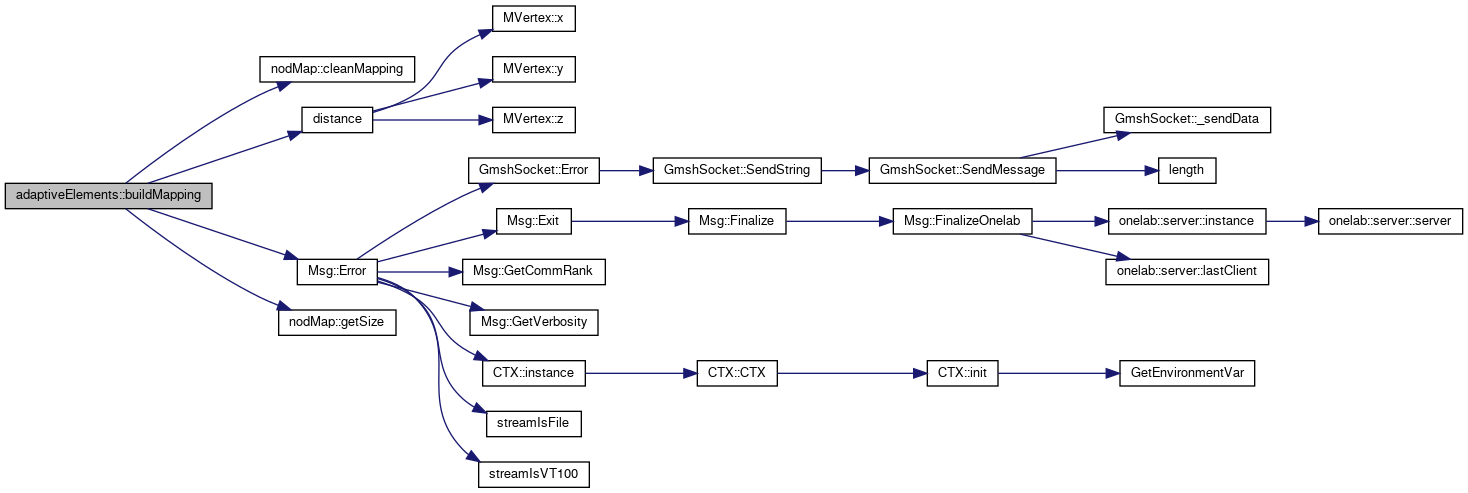 MVertex::x
nodMap::cleanMapping
MVertex::y
distance
MVertex::z
GmshSocket::_sendData
GmshSocket::Error
GmshSocket::SendString
GmshSocket::SendMessage
length
adaptiveElements::buildMapping
Msg::Exit
Msg::Finalize
Msg::FinalizeOnelab
onelab::server::instance
onelab::server::server
Msg::Error
Msg::GetCommRank
onelab::server::lastClient
nodMap::getSize
Msg::GetVerbosity
CTX::instance
CTX::CTX
CTX::init
GetEnvironmentVar
streamIsFile
streamIsVT100